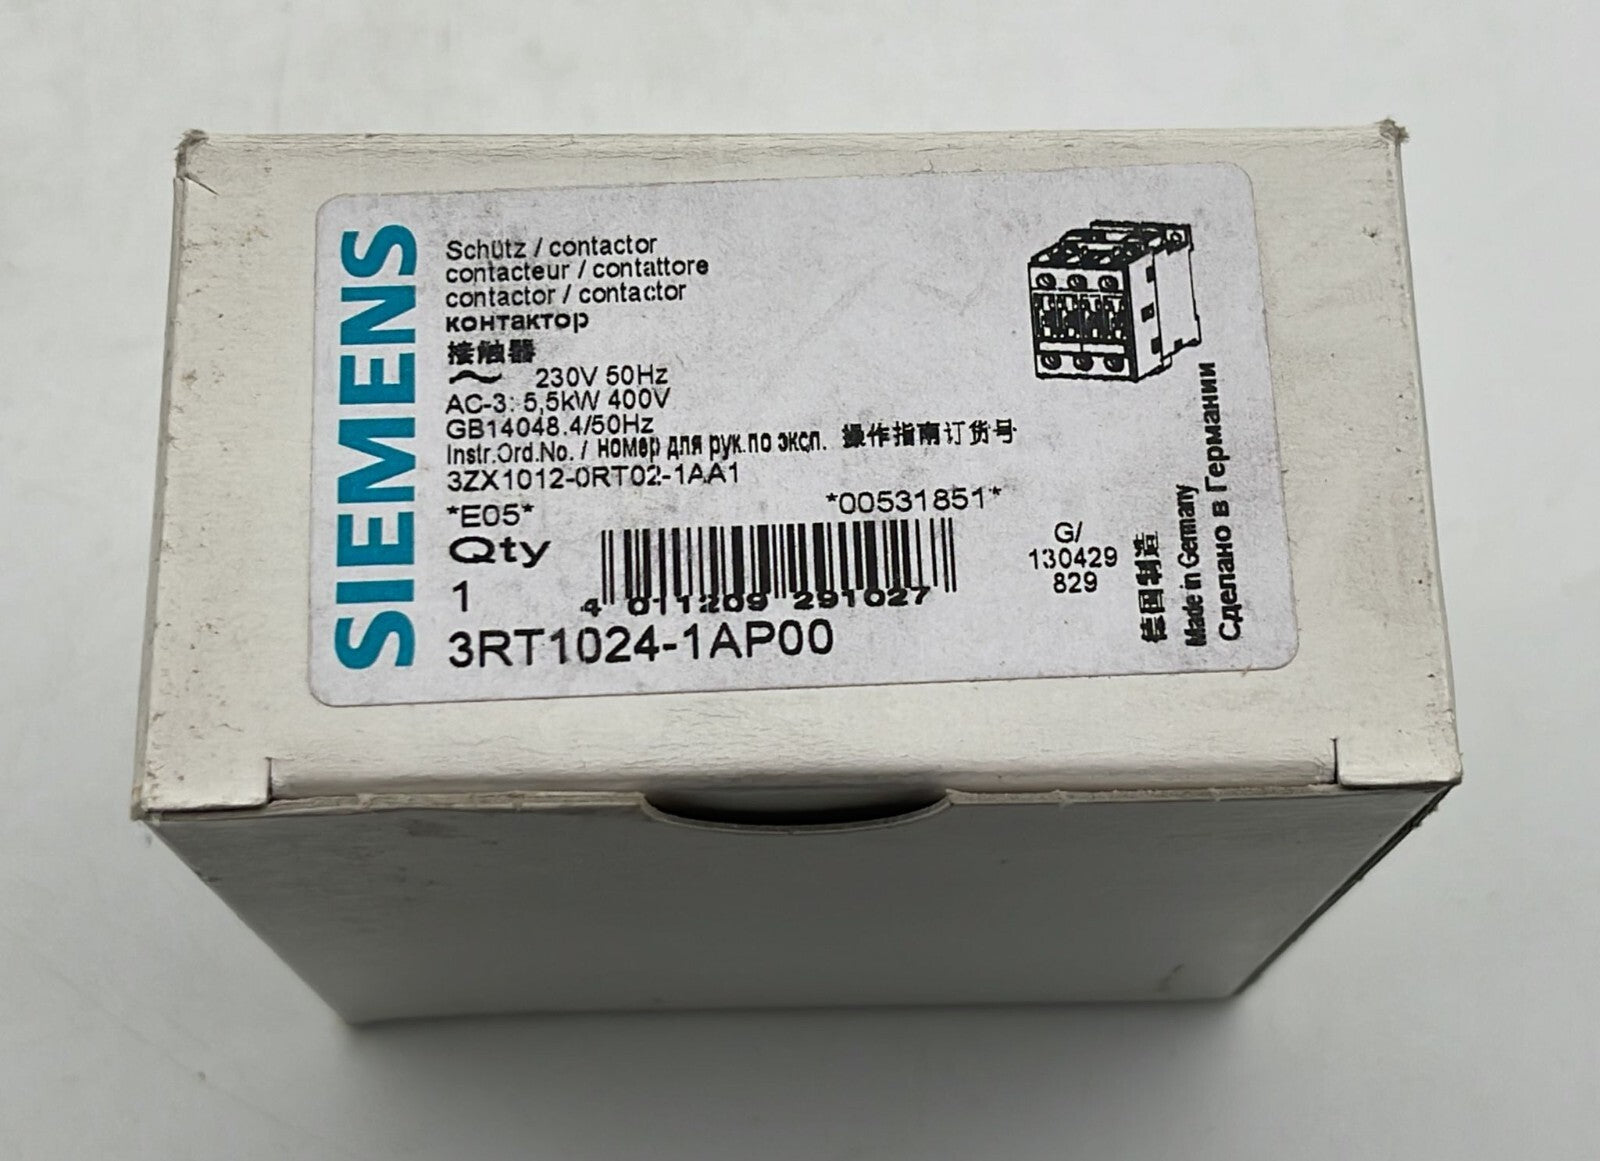 SIEMENS
Schütz / contactor
contacteur / contattore
contactor / contactor
контактор
接触器
~ 230V 50Hz
AC-3: 5,5kW 400V
GB14048.4/50Hz
Instr.Ord.No. / номер для рук.по эксп. 操作指南订货号
3ZX1012-0RT02-1AA1
*E05* *00531851*
Qty
1
4 011209 291027
3RT1024-1AP00
G/
130429
829
德国制造
Made in Germany
Сделано в Германии